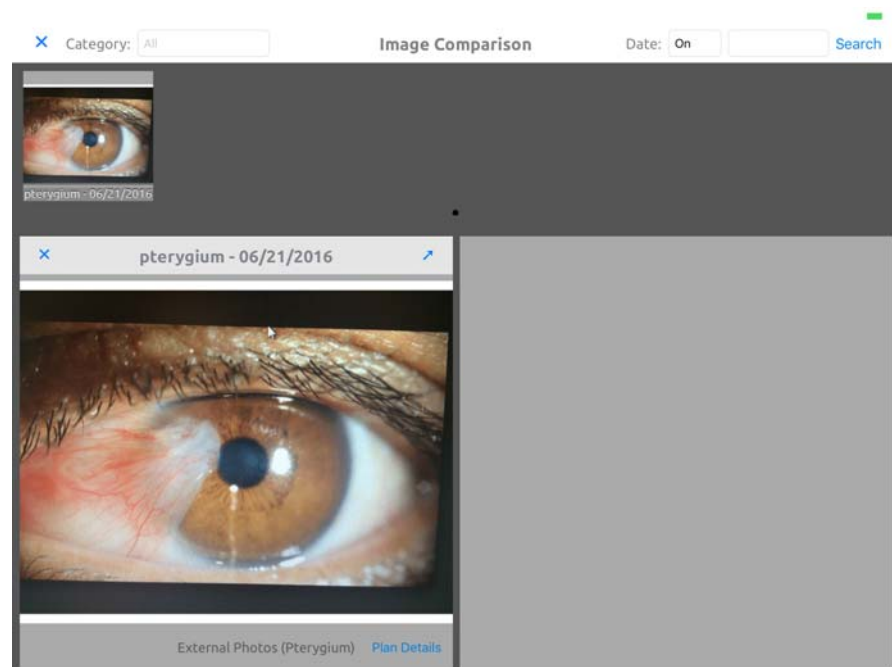 ✕ Category: All Image Comparison Date: On Search
pterygium - 06/21/2016
✕ pterygium - 06/21/2016 ↗
External Photos (Pterygium) Plan Details